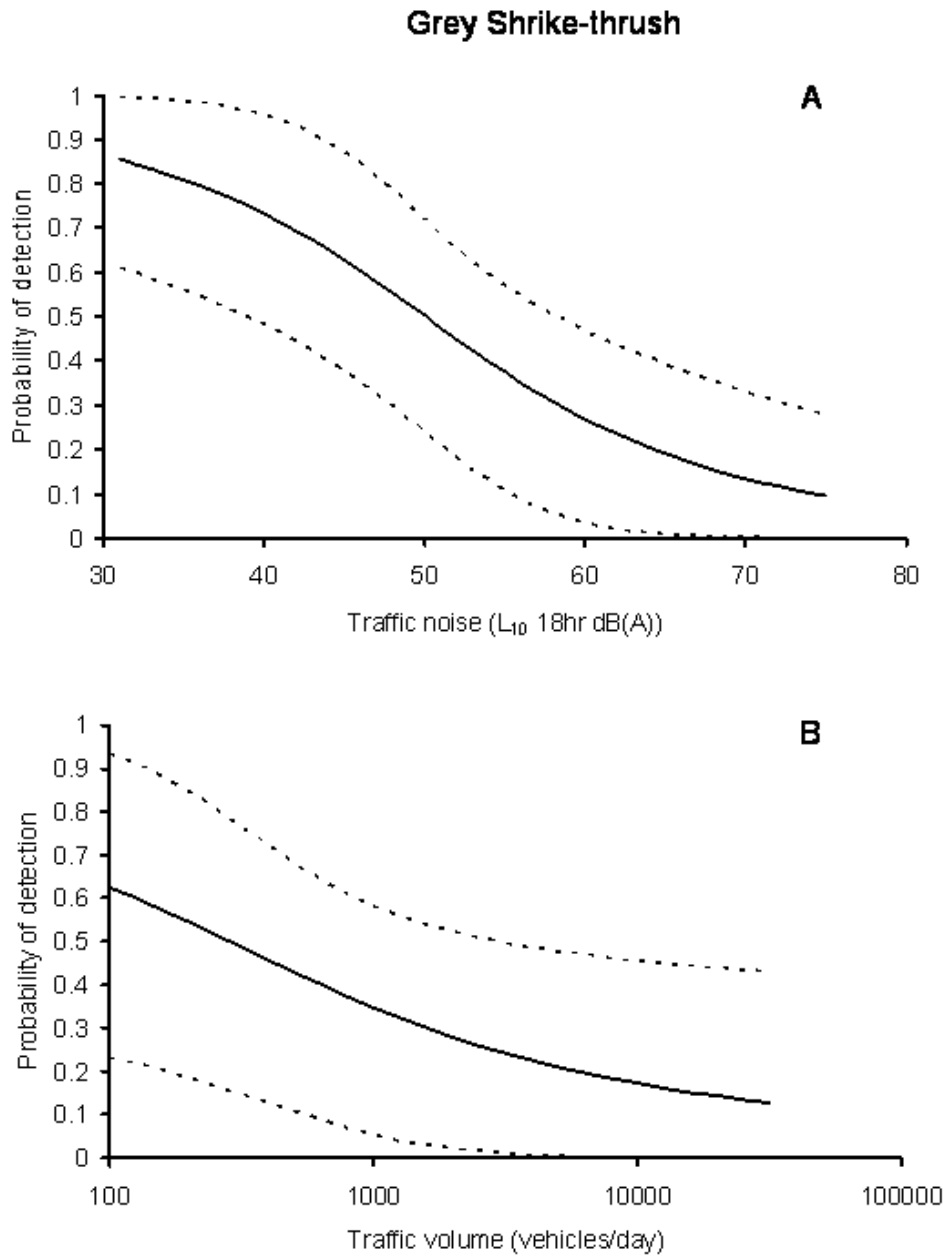 Grey Shrike-thrush
A
1
0.9
0.8
0.7
0.6
0.5
0.4
0.3
0.2
0.1
0
Probability of detection
30 40 50 60 70 80
Traffic noise (L₁₀ 18hr dB(A))
B
1
0.9
0.8
0.7
0.6
0.5
0.4
0.3
0.2
0.1
0
Probability of detection
100 1000 10000 100000
Traffic volume (vehicles/day)